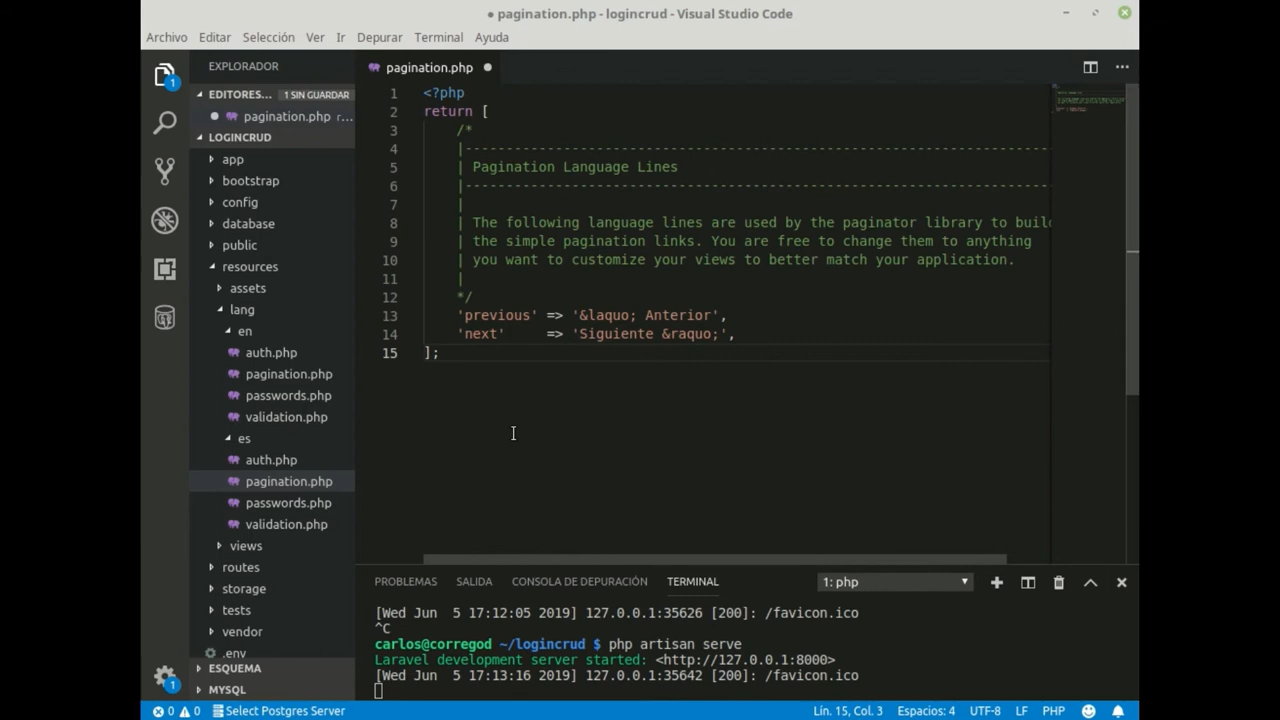 ● pagination.php - logincrud - Visual Studio Code
Archivo Editar Selección Ver Ir Depurar Terminal Ayuda
1
EXPLORADOR
EDITORES... 1 SIN GUARDAR
pagination.php r...
LOGINCRUD
app
bootstrap
config
database
public
resources
assets
lang
en
auth.php
pagination.php
passwords.php
validation.php
es
auth.php
pagination.php
passwords.php
validation.php
views
routes
storage
tests
vendor
.env
ESQUEMA
MYSQL
1
pagination.php
1 <?php
2 return [
3 /*
4 |-----------------------------------------------------------------------
5 | Pagination Language Lines
6 |-----------------------------------------------------------------------
7 |
8 | The following language lines are used by the paginator library to build
9 | the simple pagination links. You are free to change them to anything
10 | you want to customize your views to better match your application.
11 |
12 */
13 'previous' => '&laquo; Anterior',
14 'next'     => 'Siguiente &raquo;',
15 ];
PROBLEMAS SALIDA CONSOLA DE DEPURACIÓN TERMINAL 1: php
[Wed Jun  5 17:12:05 2019] 127.0.0.1:35626 [200]: /favicon.ico
^C
carlos@corregod ~/logincrud $ php artisan serve
Laravel development server started: <http://127.0.0.1:8000>
[Wed Jun  5 17:13:16 2019] 127.0.0.1:35642 [200]: /favicon.ico
0 0 Select Postgres Server Lín. 15, Col. 3 Espacios: 4 UTF-8 LF PHP